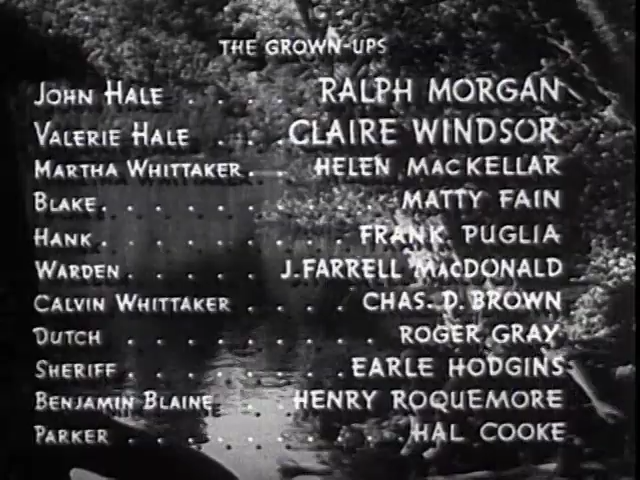 THE GROWN-UPS
JOHN HALE . . . . RALPH MORGAN
VALERIE HALE . . . CLAIRE WINDSOR
MARTHA WHITTAKER . . HELEN MACKELLAR
BLAKE . . . . . . . . . . . MATTY FAIN
HANK . . . . . . . . . FRANK PUGLIA
WARDEN . . . . . . J. FARRELL MACDONALD
CALVIN WHITTAKER . . . . CHAS. D. BROWN
DUTCH . . . . . . . . . . ROGER GRAY
SHERIFF . . . . . . . . EARLE HODGINS
BENJAMIN BLAINE . . HENRY ROQUEMORE
PARKER . . . . . . . . . . HAL COOKE